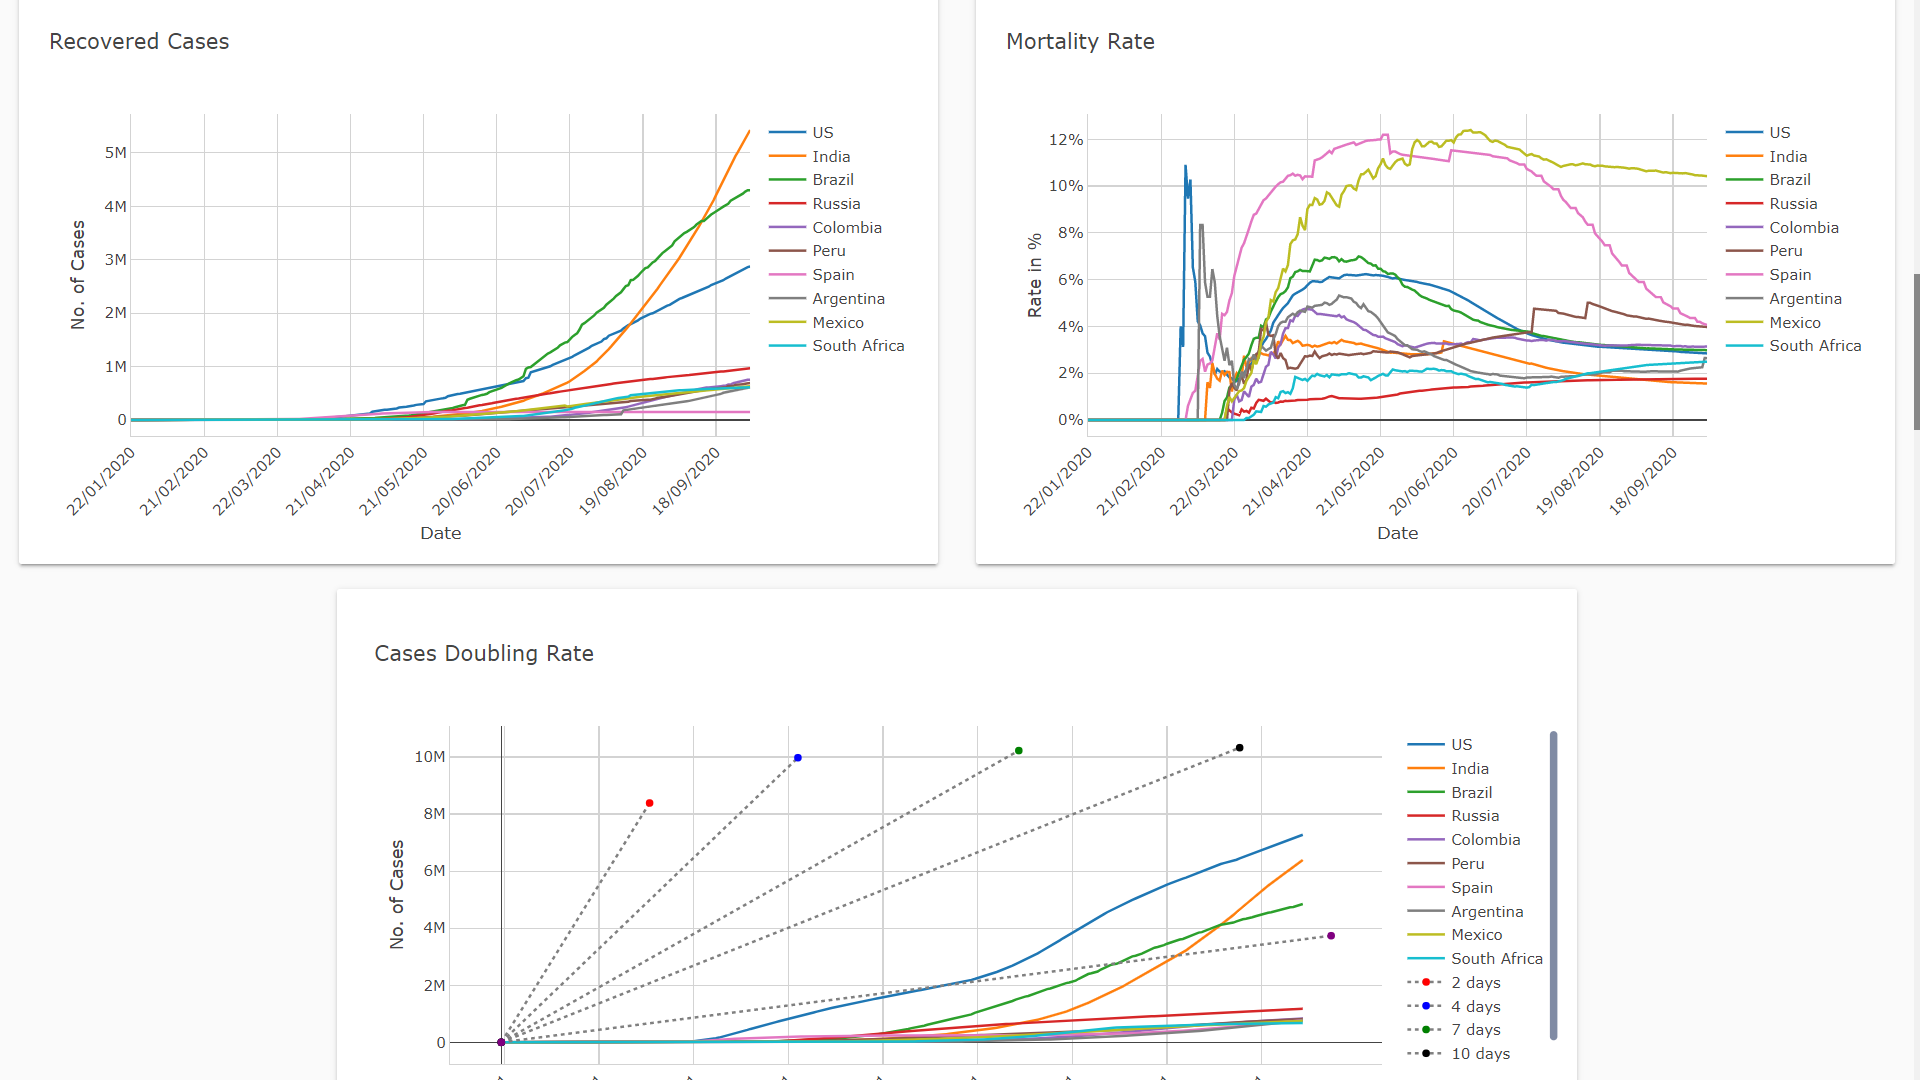 Recovered Cases
5M
4M
3M
2M
1M
0
No. of Cases
22/01/2020
21/02/2020
22/03/2020
21/04/2020
21/05/2020
20/06/2020
20/07/2020
19/08/2020
18/09/2020
Date
US
India
Brazil
Russia
Colombia
Peru
Spain
Argentina
Mexico
South Africa
Mortality Rate
12%
10%
8%
6%
4%
2%
0%
Rate in %
22/01/2020
21/02/2020
22/03/2020
21/04/2020
21/05/2020
20/06/2020
20/07/2020
19/08/2020
18/09/2020
Date
US
India
Brazil
Russia
Colombia
Peru
Spain
Argentina
Mexico
South Africa
Cases Doubling Rate
10M
8M
6M
4M
2M
0
No. of Cases
US
India
Brazil
Russia
Colombia
Peru
Spain
Argentina
Mexico
South Africa
2 days
4 days
7 days
10 days